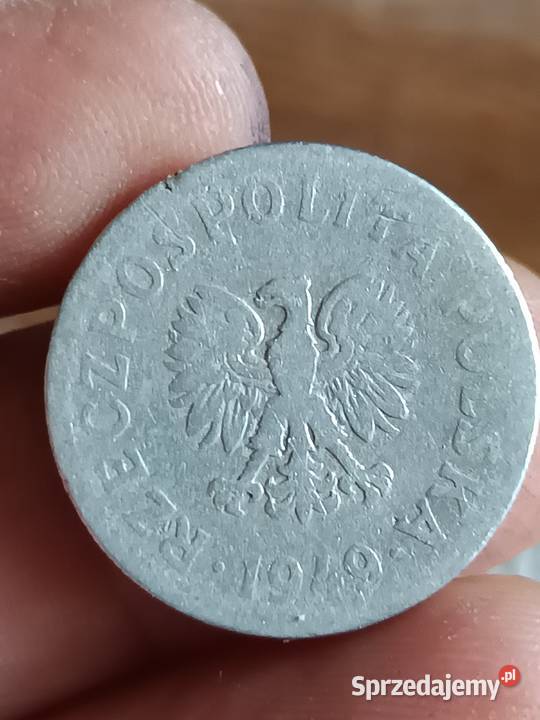 RZECZPOSPOLITA POLSKA · 1949 ·
Sprzedajemy.pl